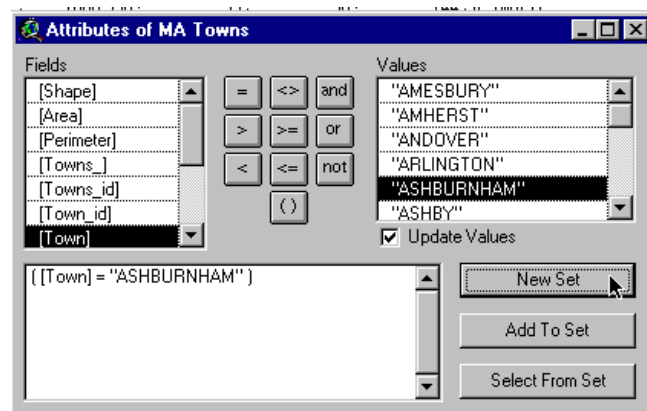 Attributes of MA Towns
Fields
Values
[Shape]
[Area]
[Perimeter]
[Towns_]
[Towns_id]
[Town_id]
[Town]
= <> and
> >= or
< <= not
( )
"AMESBURY"
"AMHERST"
"ANDOVER"
"ARLINGTON"
"ASHBURNHAM"
"ASHBY"
Update Values
( [Town] = "ASHBURNHAM" )
New Set
Add To Set
Select From Set